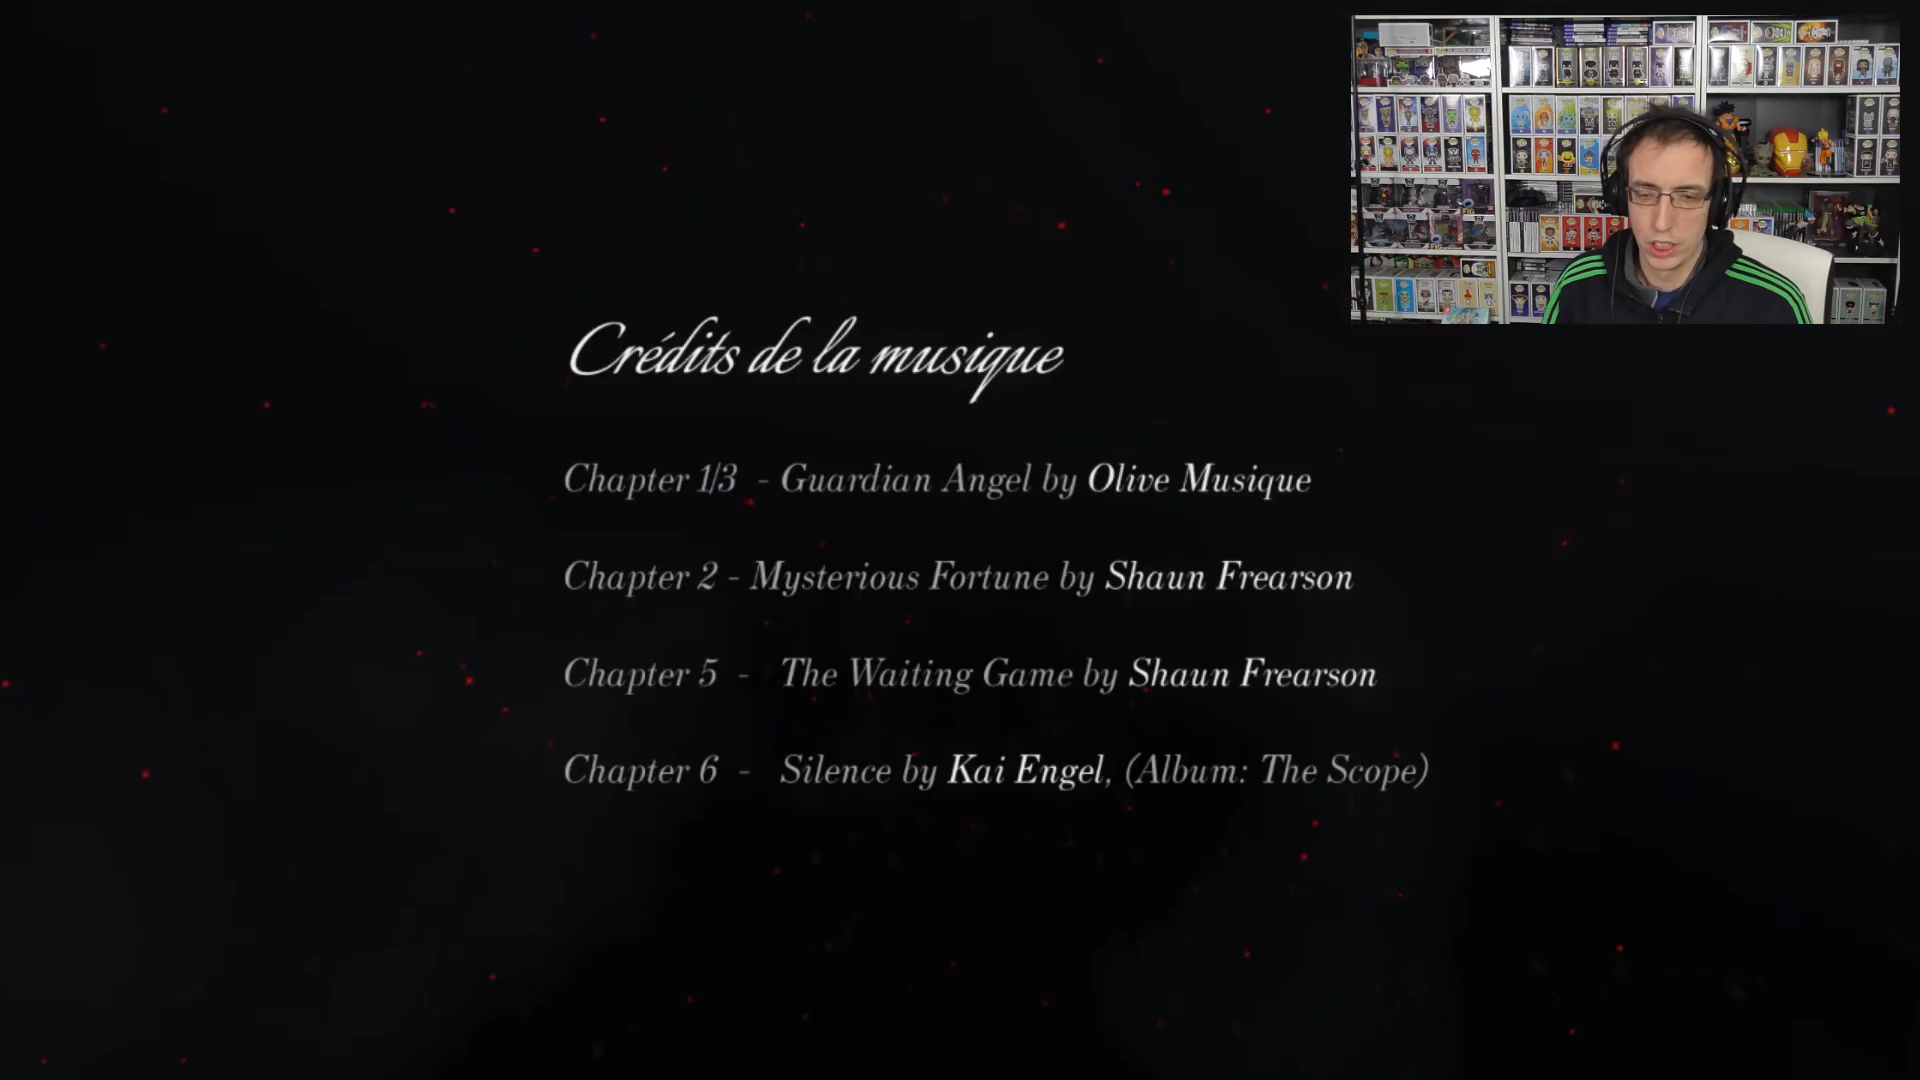 Crédits de la musique
Chapter 1/3 - Guardian Angel by Olive Musique
Chapter 2 - Mysterious Fortune by Shaun Frearson
Chapter 5 - The Waiting Game by Shaun Frearson
Chapter 6 - Silence by Kai Engel, (Album: The Scope)